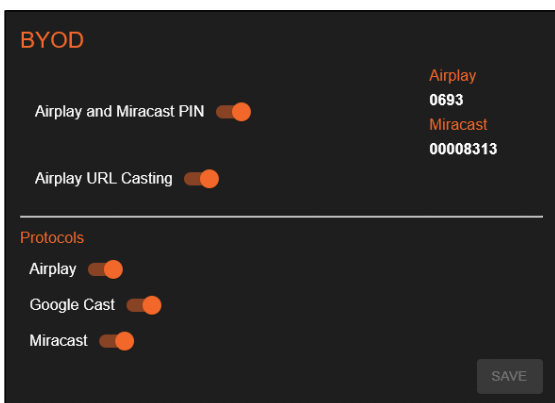 BYOD
Airplay
0693
Airplay and Miracast PIN
Miracast
00008313
Airplay URL Casting
Protocols
Airplay
Google Cast
Miracast
SAVE